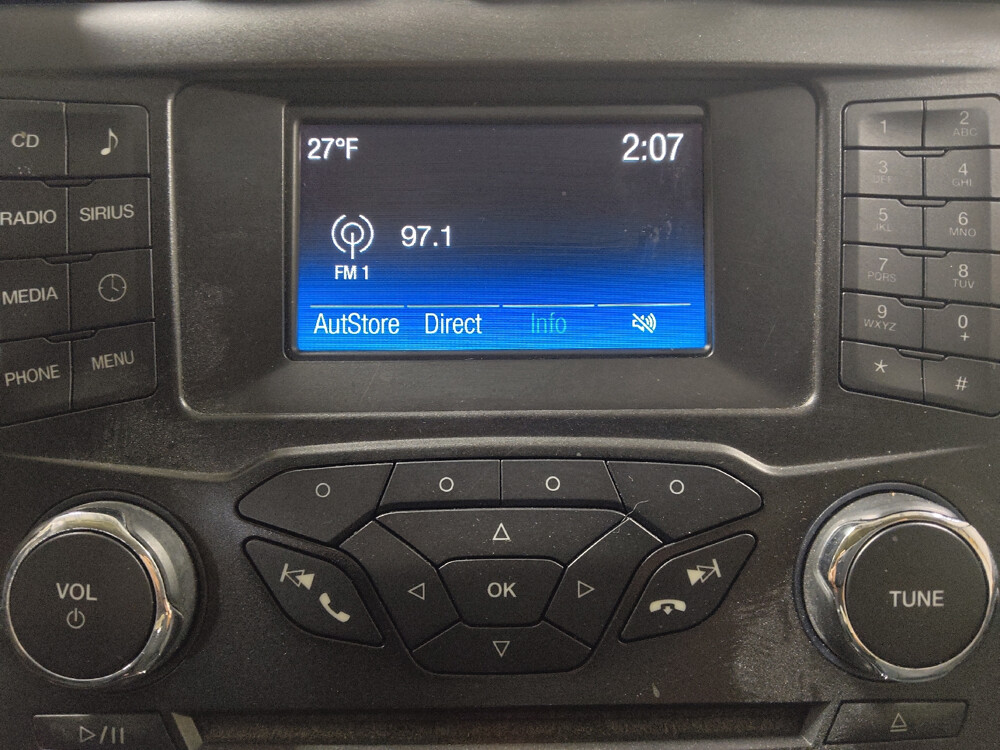 27°F
2:07
97.1
FM 1
AutStore Direct Info
CD
RADIO SIRIUS
MEDIA
PHONE MENU
1 2
ABC
3 4
DEF GHI
5 6
JKL MNO
7 8
PQRS TUV
9 0
WXYZ +
* #
OK
VOL
TUNE